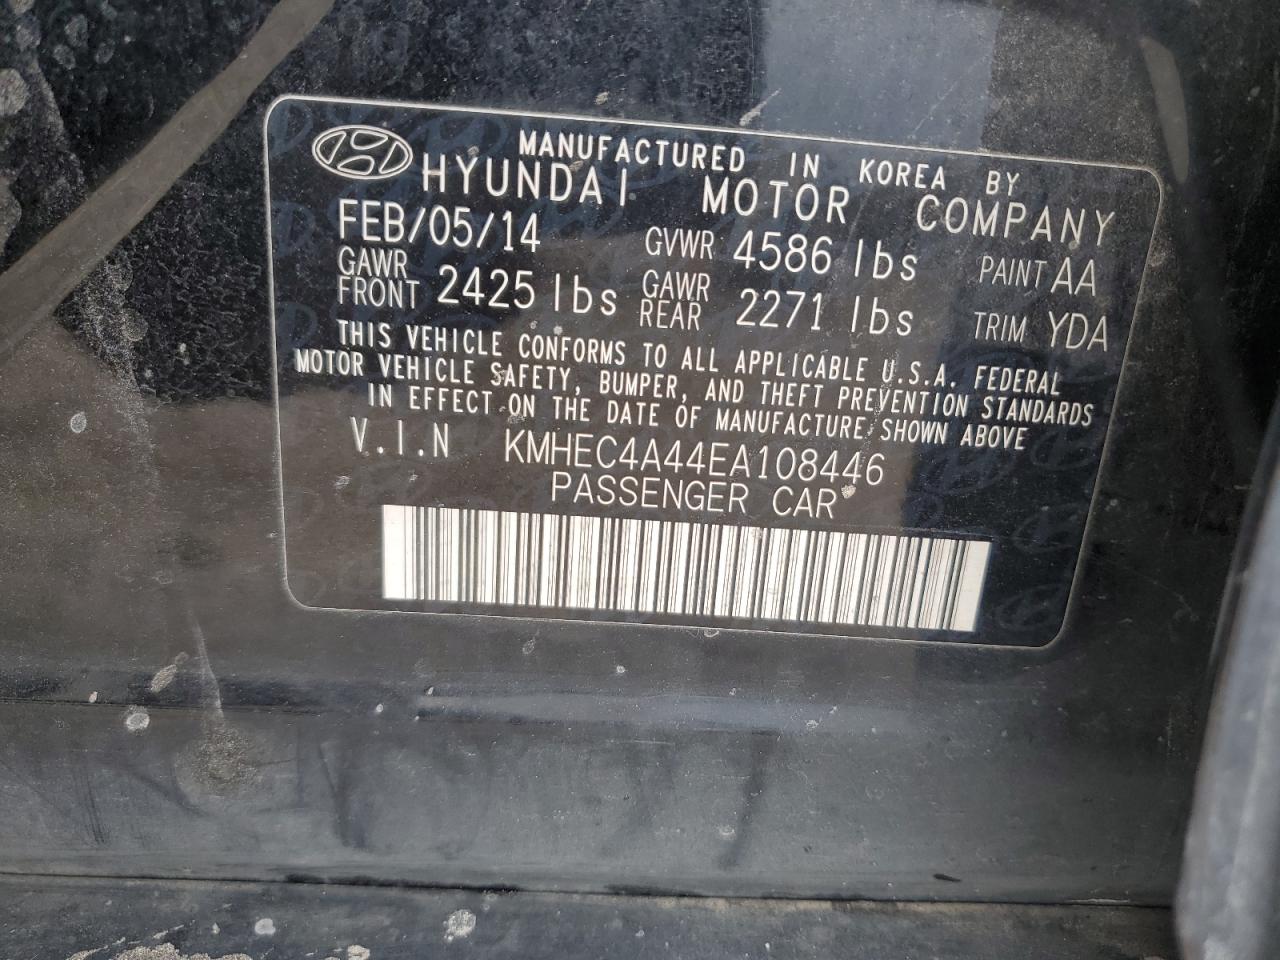 MANUFACTURED IN KOREA BY
HYUNDAI MOTOR COMPANY
FEB/05/14 GVWR 4586 lbs PAINT AA
GAWR FRONT 2425 lbs GAWR REAR 2271 lbs TRIM YDA
THIS VEHICLE CONFORMS TO ALL APPLICABLE U.S.A. FEDERAL
MOTOR VEHICLE SAFETY, BUMPER, AND THEFT PREVENTION STANDARDS
IN EFFECT ON THE DATE OF MANUFACTURE SHOWN ABOVE
V.I.N KMHEC4A44EA108446
PASSENGER CAR